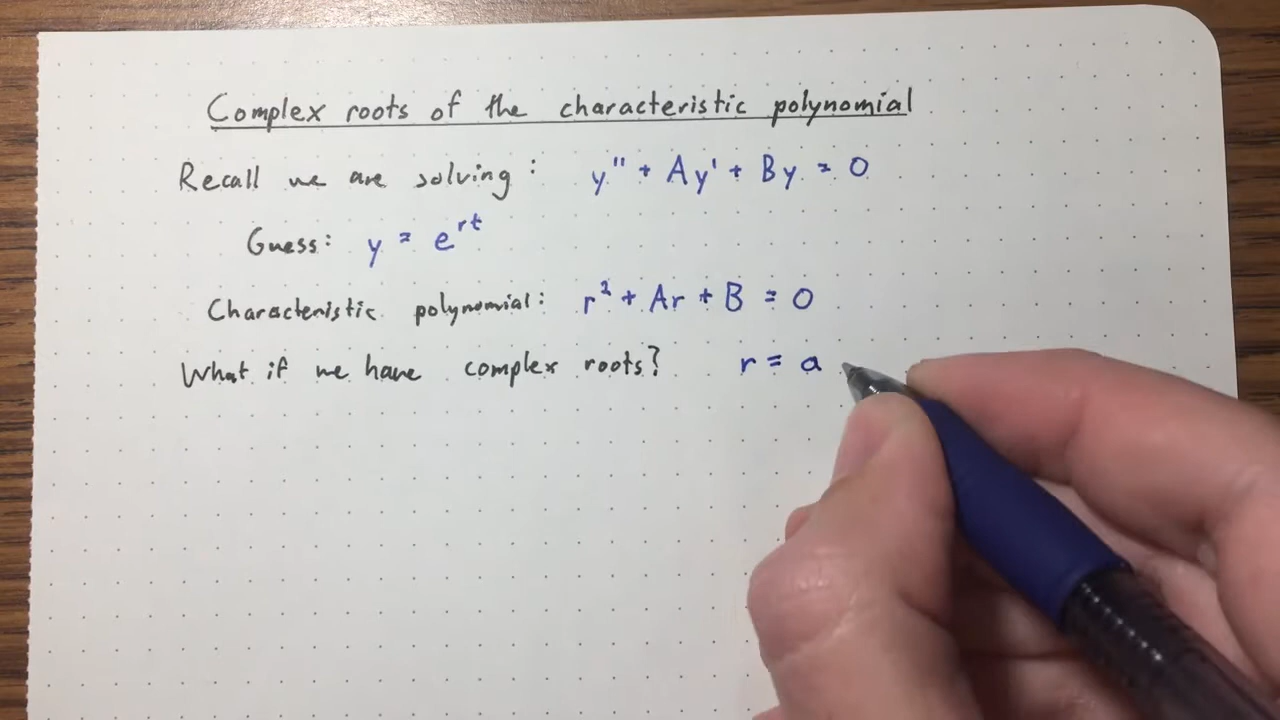 Complex roots of the characteristic polynomial
Recall we are solving: y'' + Ay' + By = 0
Guess: y = e^{rt}
Characteristic polynomial: r² + Ar + B = 0
What if we have complex roots? r = a